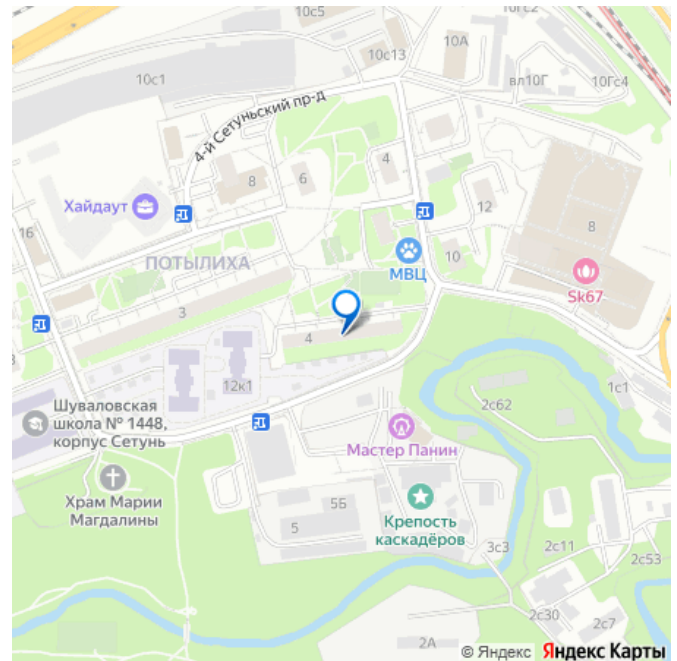 10с5
10Гс2
10с13
10А
10с1
вл10Г
10Гс4
4-й Сетуньский пр-д
8
6
4
Хайдаут
12
8
16
МВЦ
10
ПОТЫЛИХА
Sk67
3
4
12к1
1с1
2с62
Шуваловская
школа № 1448,
корпус Сетунь
Мастер Панин
Храм Марии
Магдалины
5Б
5
Крепость
каскадёров
3с3
2с11
2с53
2с30
2с7
2А
© Яндекс Яндекс Карты